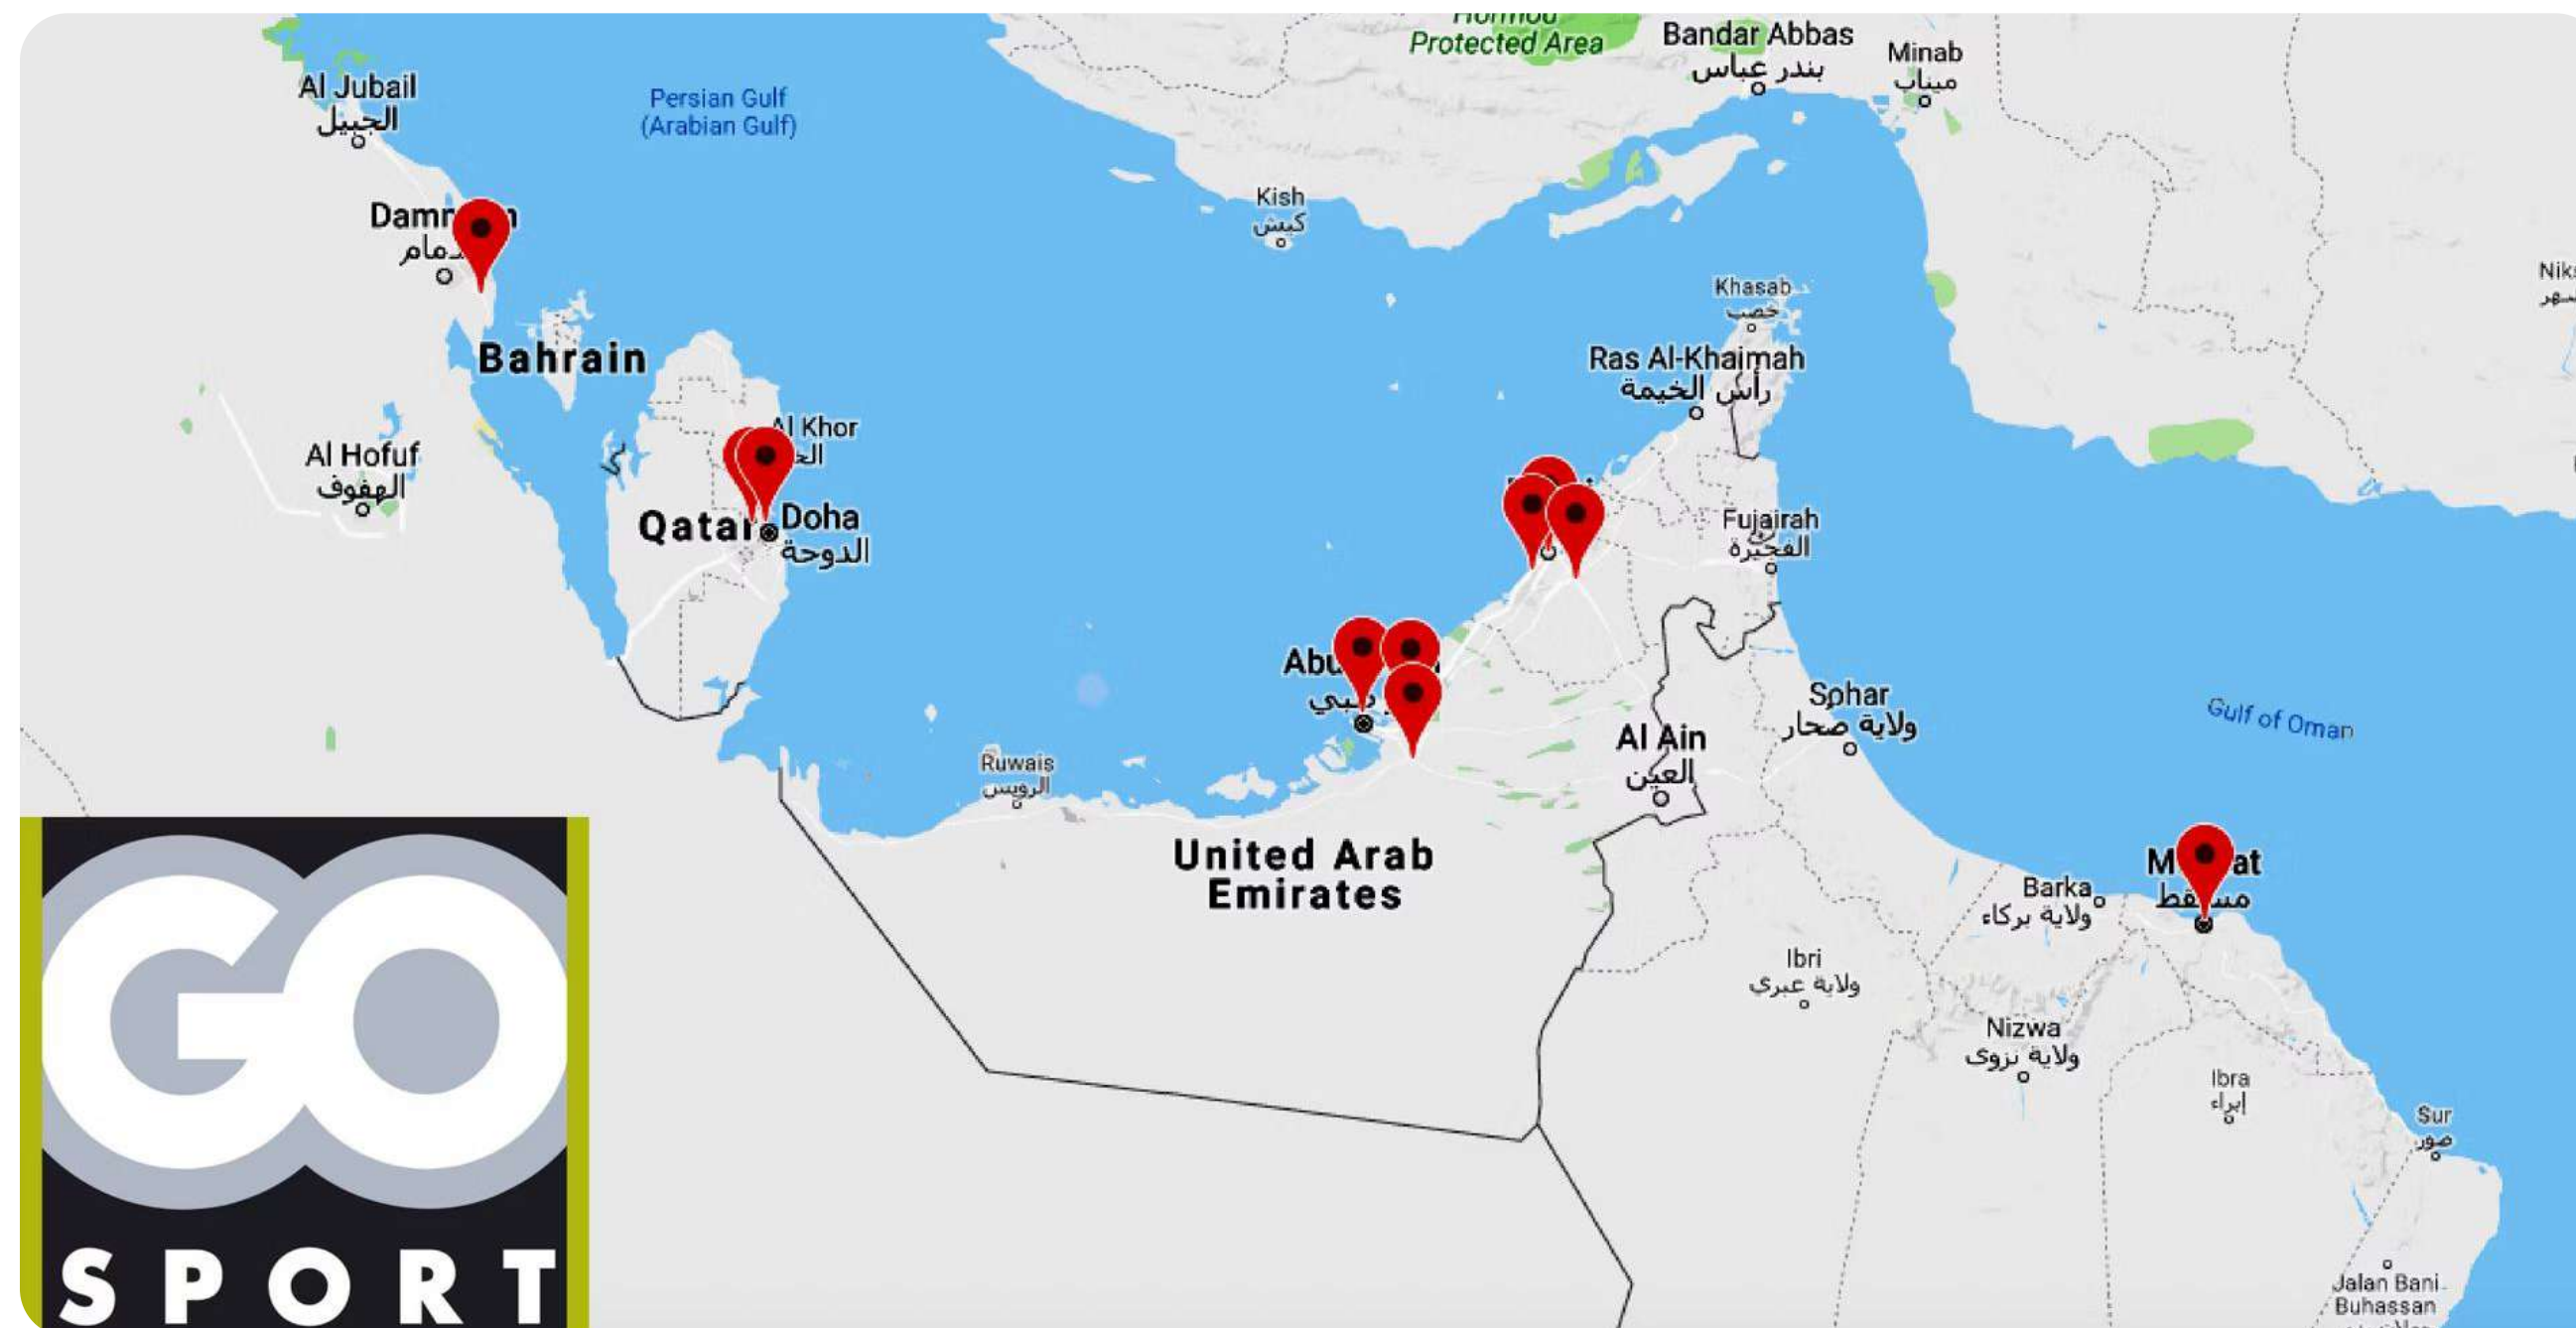 Protected Area
Bandar Abbas
بندر عباس
Minab
ميناب
Al Jubail
الجبيل
Persian Gulf
(Arabian Gulf)
Kish
كيش
Khasab
خصب
Bahrain
Ras Al-Khaimah
رأس الخيمة
Al Khor
Al Hofuf
الهفوف
Qatar
Doha
الدوحة
Fujairah
الفجيرة
Sohar
ولاية صحار
Gulf of Oman
Al Ain
العين
Ruwais
الرويس
United Arab
Emirates
Barka
ولاية بركاء
Ibri
ولاية عبري
Nizwa
ولاية نزوى
Ibra
إبراء
Sur
صور
Jalan Bani
Buhassan
GO
SPORT